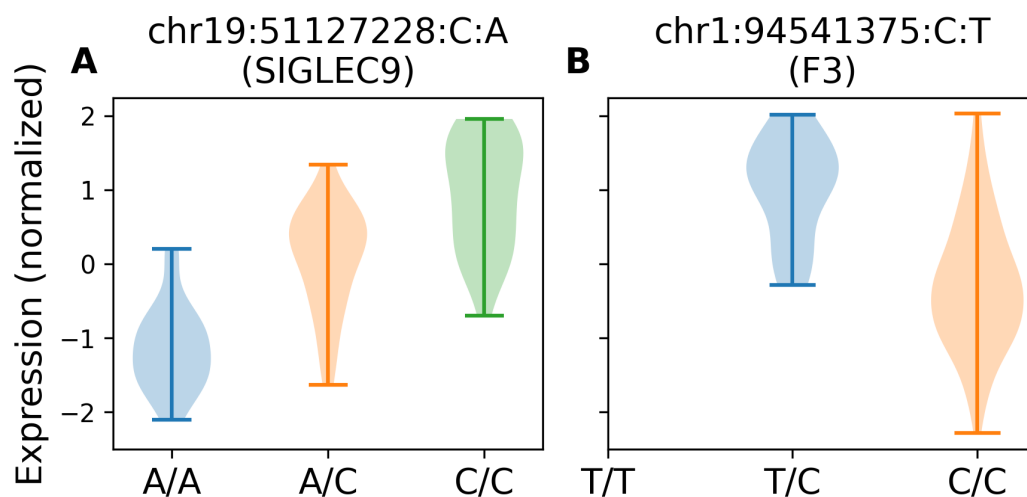 A
chr19:51127228:C:A
(SIGLEC9)
B
chr1:94541375:C:T
(F3)
Expression (normalized)
2
1
0
−1
−2
A/A A/C C/C
T/T T/C C/C